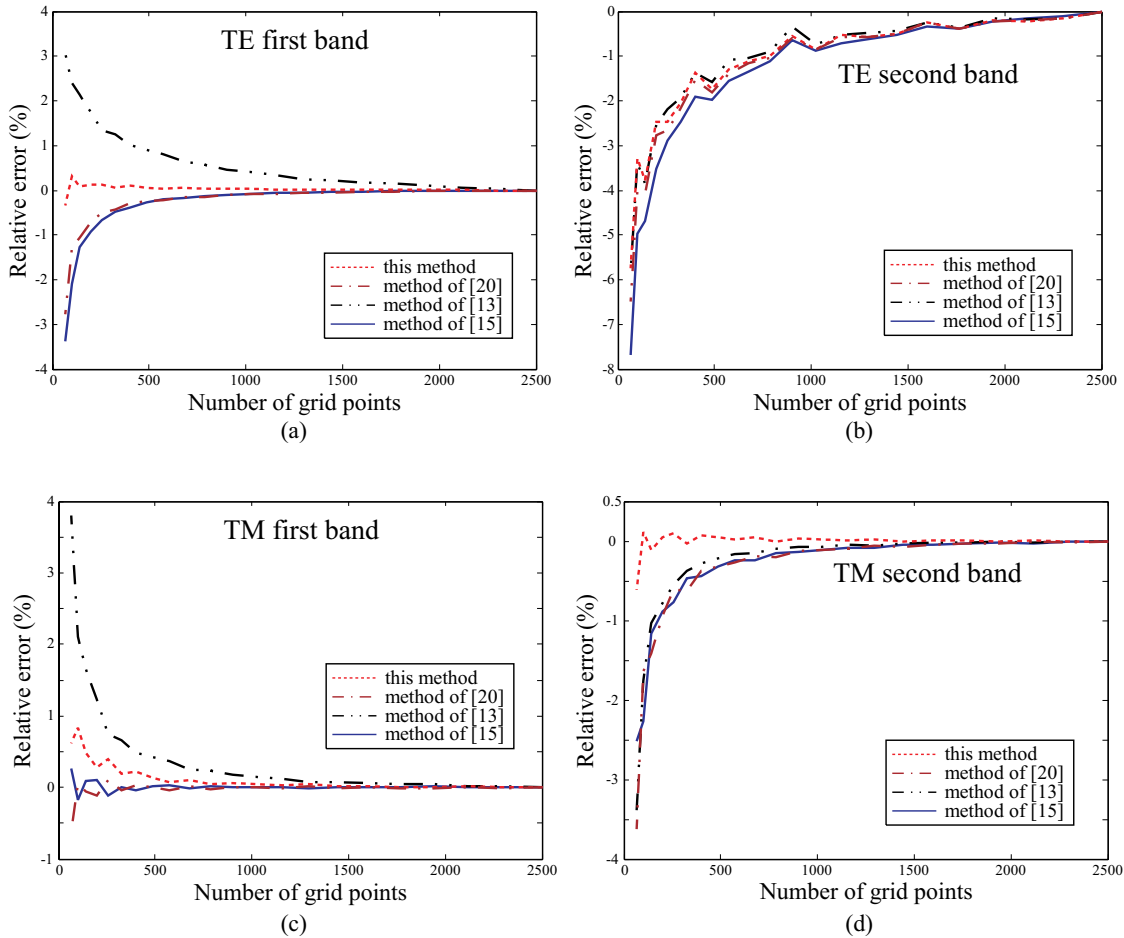 TE first band
Relative error (%)
4
3
2
1
0
-1
-2
-3
-4
this method
method of [20]
method of [13]
method of [15]
0 500 1000 1500 2000 2500
Number of grid points
(a)
TE second band
Relative error (%)
0
-1
-2
-3
-4
-5
-6
-7
-8
this method
method of [20]
method of [13]
method of [15]
0 500 1000 1500 2000 2500
Number of grid points
(b)
TM first band
Relative error (%)
4
3
2
1
0
-1
this method
method of [20]
method of [13]
method of [15]
0 500 1000 1500 2000 2500
Number of grid points
(c)
TM second band
Relative error (%)
0.5
0
-1
-2
-3
-4
this method
method of [20]
method of [13]
method of [15]
0 500 1000 1500 2000 2500
Number of grid points
(d)